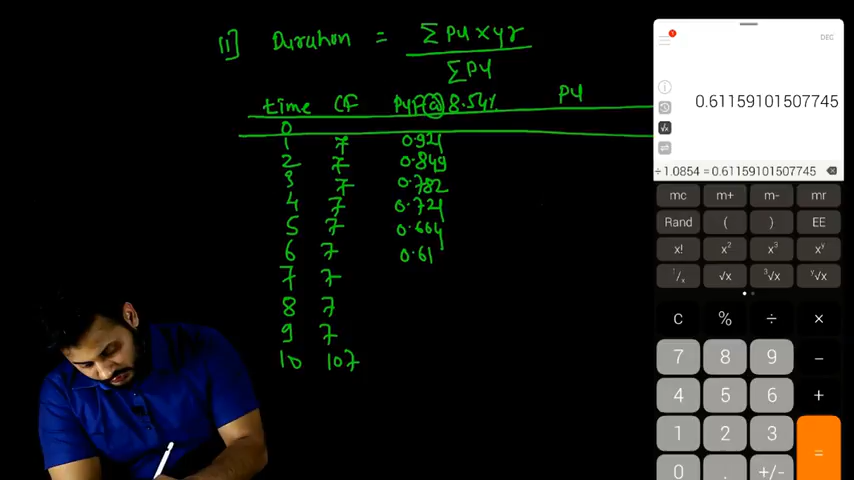 ii] Duration = ΣPV x yr
ΣPV
time CF PVF@ 8.54% PV
0
1 7 0.921
2 7 0.849
3 7 0.782
4 7 0.721
5 7 0.664
6 7 0.61
7 7
8 7
9 7
10 107
DEC
0.61159101507745
÷1.0854 = 0.61159101507745
mc m+ m- mr
Rand ( ) EE
x! x² x³ xʸ
¹/x √x ³√x ʸ√x
C % ÷ ×
7 8 9 −
4 5 6 +
1 2 3 =
0 . +/-